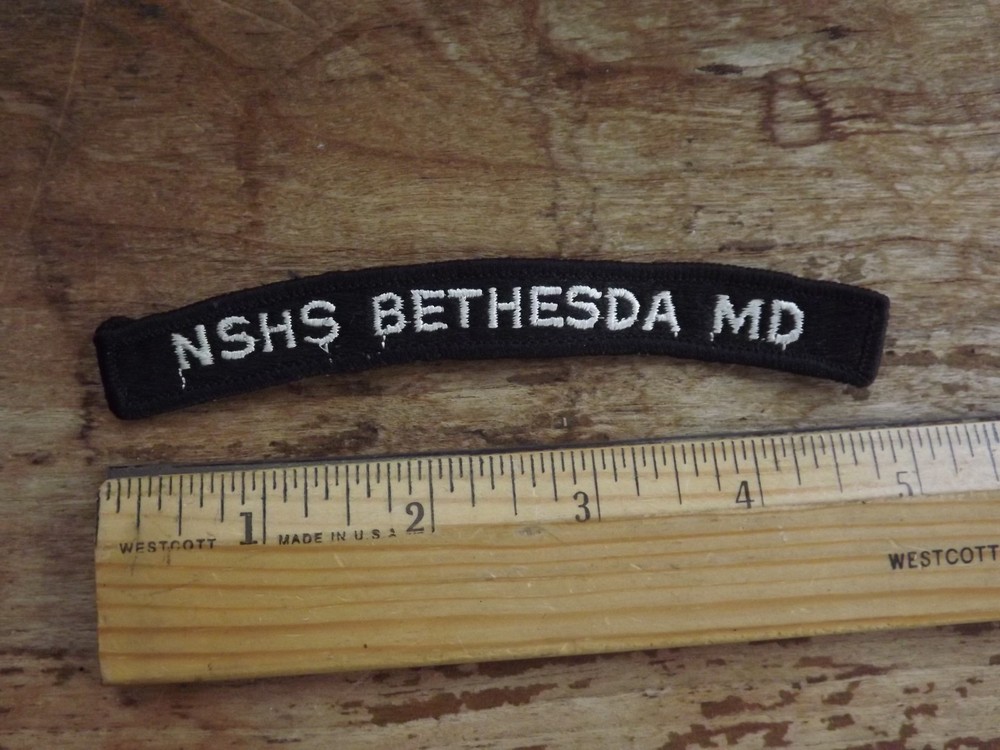 NSHS BETHESDA MD
1 2 3 4 5
WESTCOTT MADE IN U.S.A
WESTCOTT